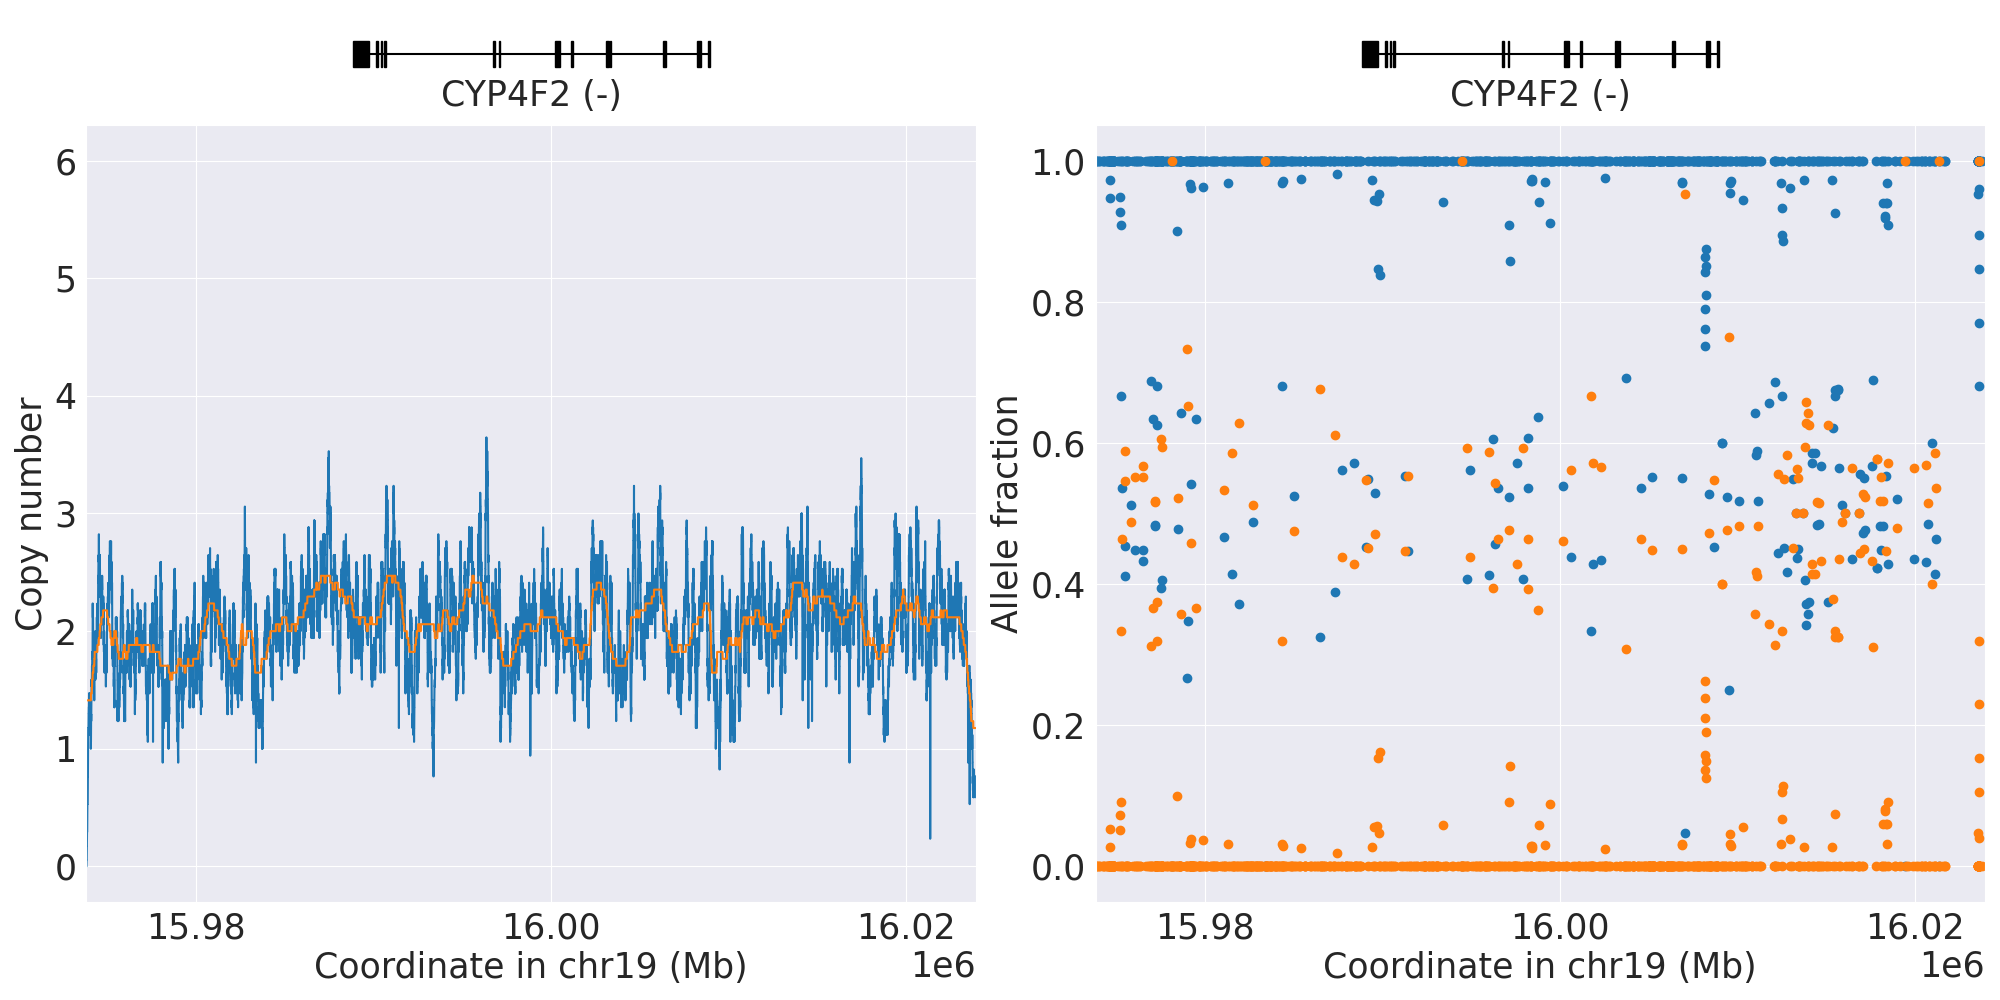 CYP4F2 (-)
6
5
4
3
2
1
0
Copy number
15.98
16.00
16.02
Coordinate in chr19 (Mb)
1e6
CYP4F2 (-)
1.0
0.8
0.6
0.4
0.2
0.0
Allele fraction
15.98
16.00
16.02
Coordinate in chr19 (Mb)
1e6